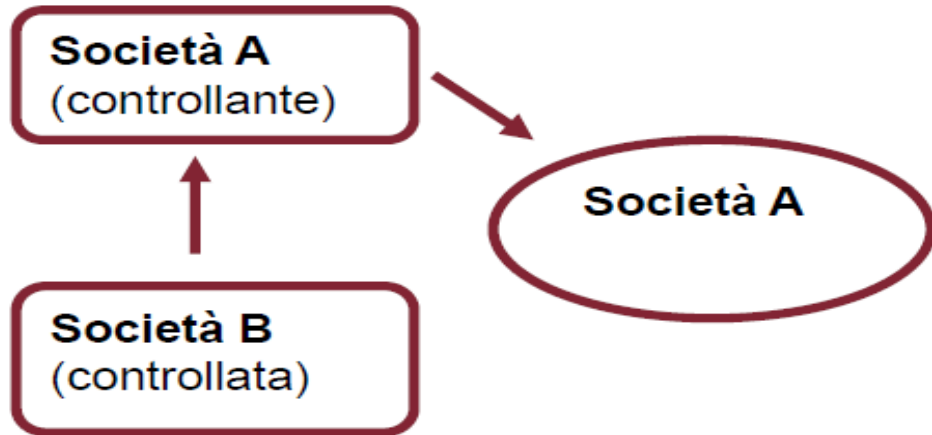 Società A
(controllante)
Società A
Società B
(controllata)